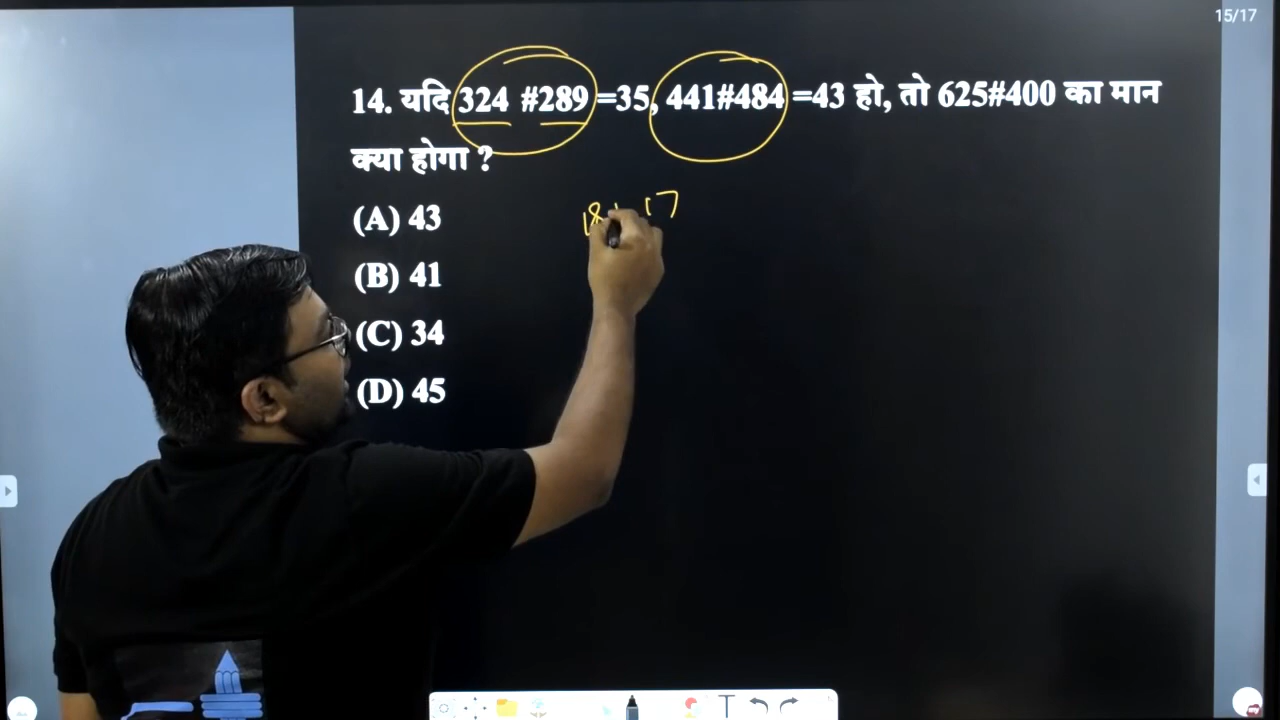 15/17
14. यदि 324 #289 =35, 441#484 =43 हो, तो 625#400 का मान
क्या होगा ?
18 17
(A) 43
(B) 41
(C) 34
(D) 45
T